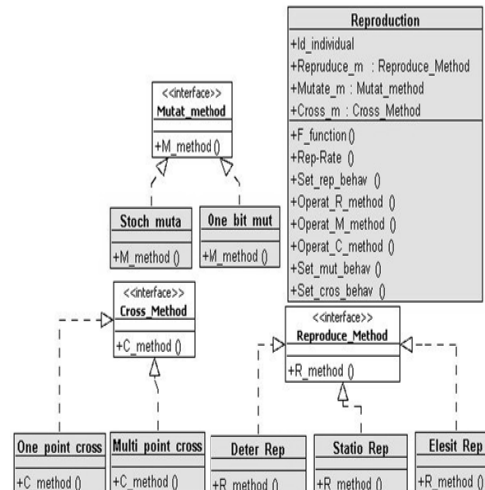 Reproduction
+Id_individual
+Repruduce_m : Reproduce_Method
+Mutate_m : Mutat_method
+Cross_m : Cross_Method
+F_function()
+Rep-Rate ()
+Set_rep_behav ()
+Operat_R_method ()
+Operat_M_method ()
+Operat_C_method ()
+Set_mut_behav ()
+Set_cros_behav ()
<<interface>>
Mutat_method
+M_method ()
Stoch muta
+M_method ()
One bit mut
+M_method ()
<<interface>>
Cross_Method
+C_method ()
<<interface>>
Reproduce_Method
+R_method ()
One point cross
+C_method ()
Multi point cross
+C_method ()
Deter Rep
+R_method ()
Statio Rep
+R_method ()
Elesit Rep
+R_method ()